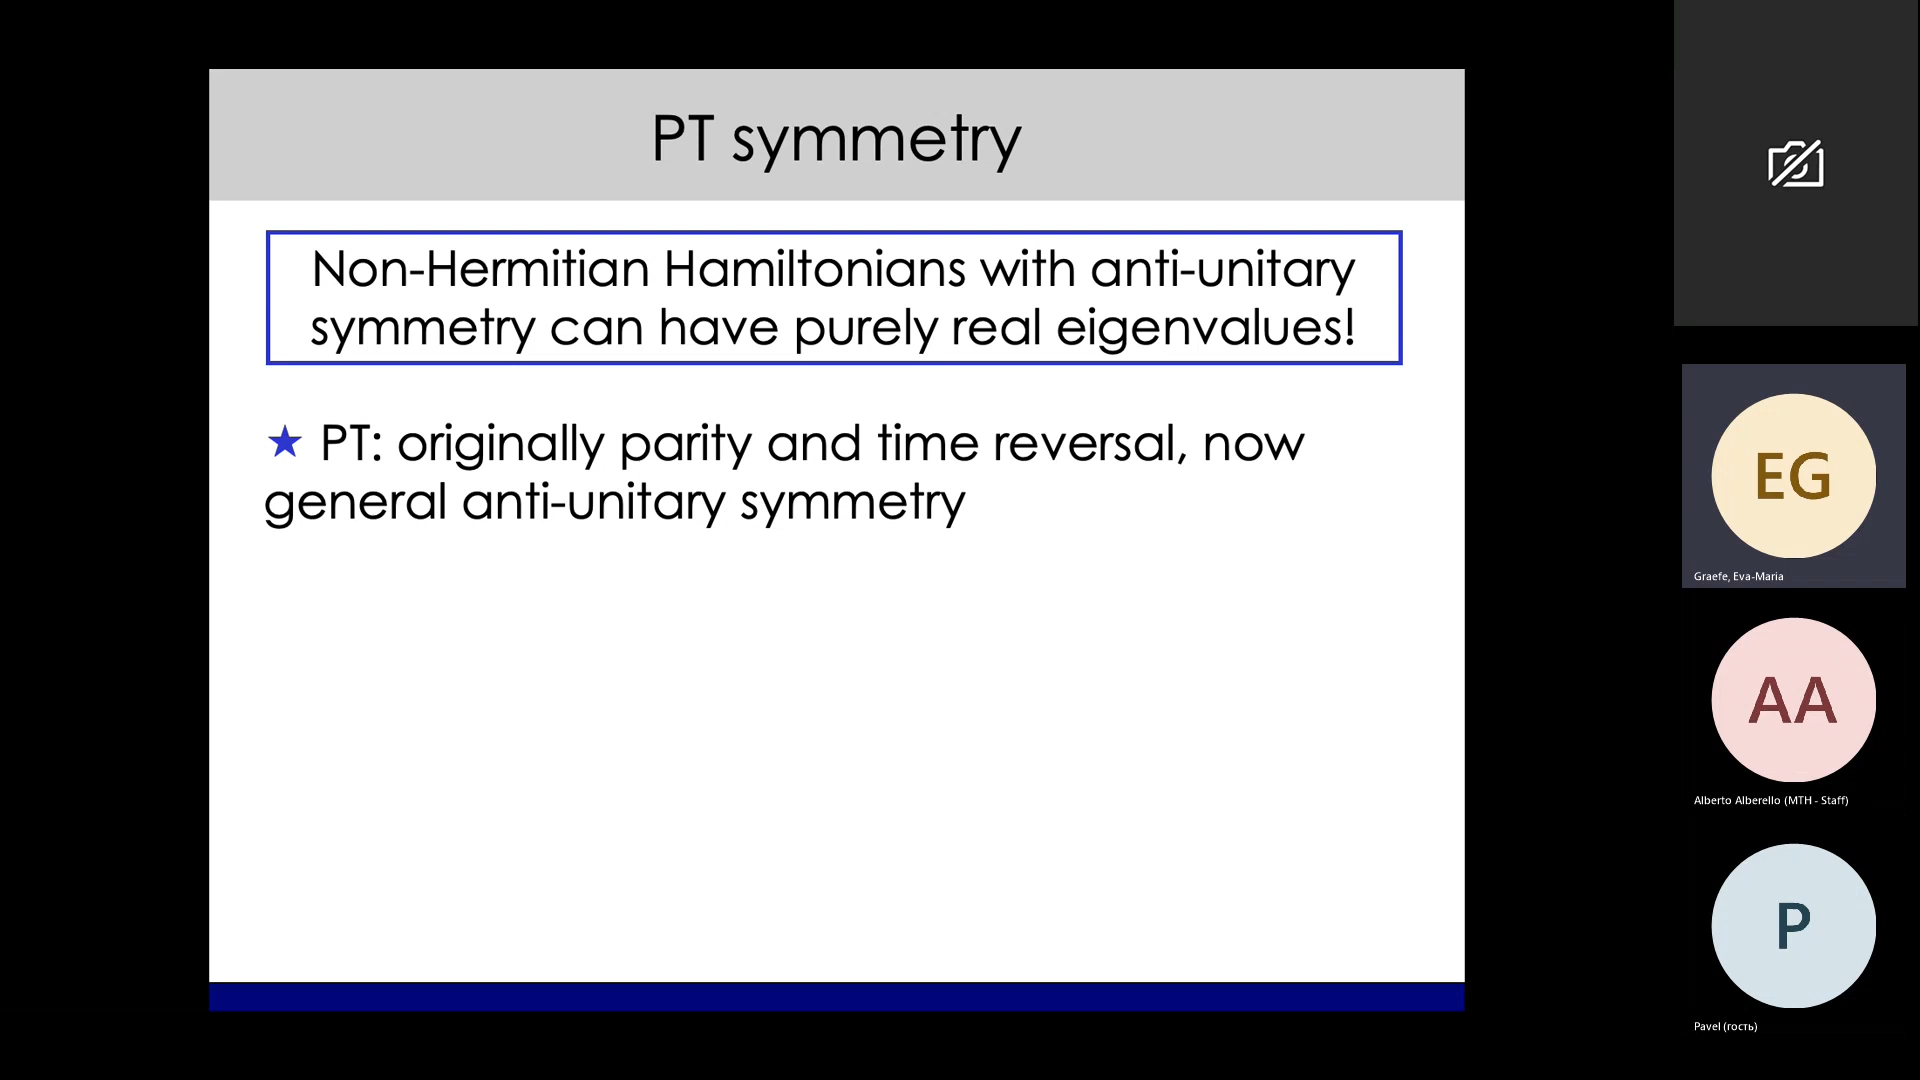 PT symmetry
Non-Hermitian Hamiltonians with anti-unitary
symmetry can have purely real eigenvalues!
★ PT: originally parity and time reversal, now
general anti-unitary symmetry
EG
Graefe, Eva-Maria
AA
Alberto Alberello (MTH - Staff)
P
Pavel (гость)